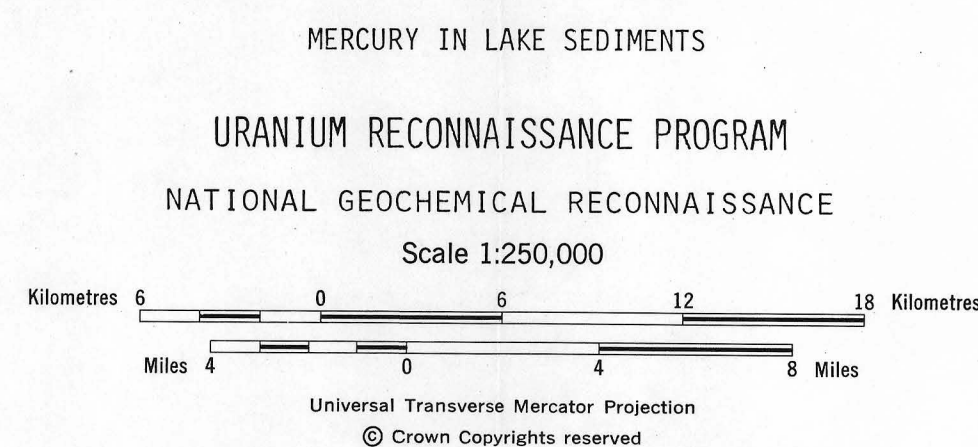 MERCURY IN LAKE SEDIMENTS
URANIUM RECONNAISSANCE PROGRAM
NATIONAL GEOCHEMICAL RECONNAISSANCE
Scale 1:250,000
Kilometres 6 0 6 12 18 Kilometres
Miles 4 0 4 8 Miles
Universal Transverse Mercator Projection
© Crown Copyrights reserved